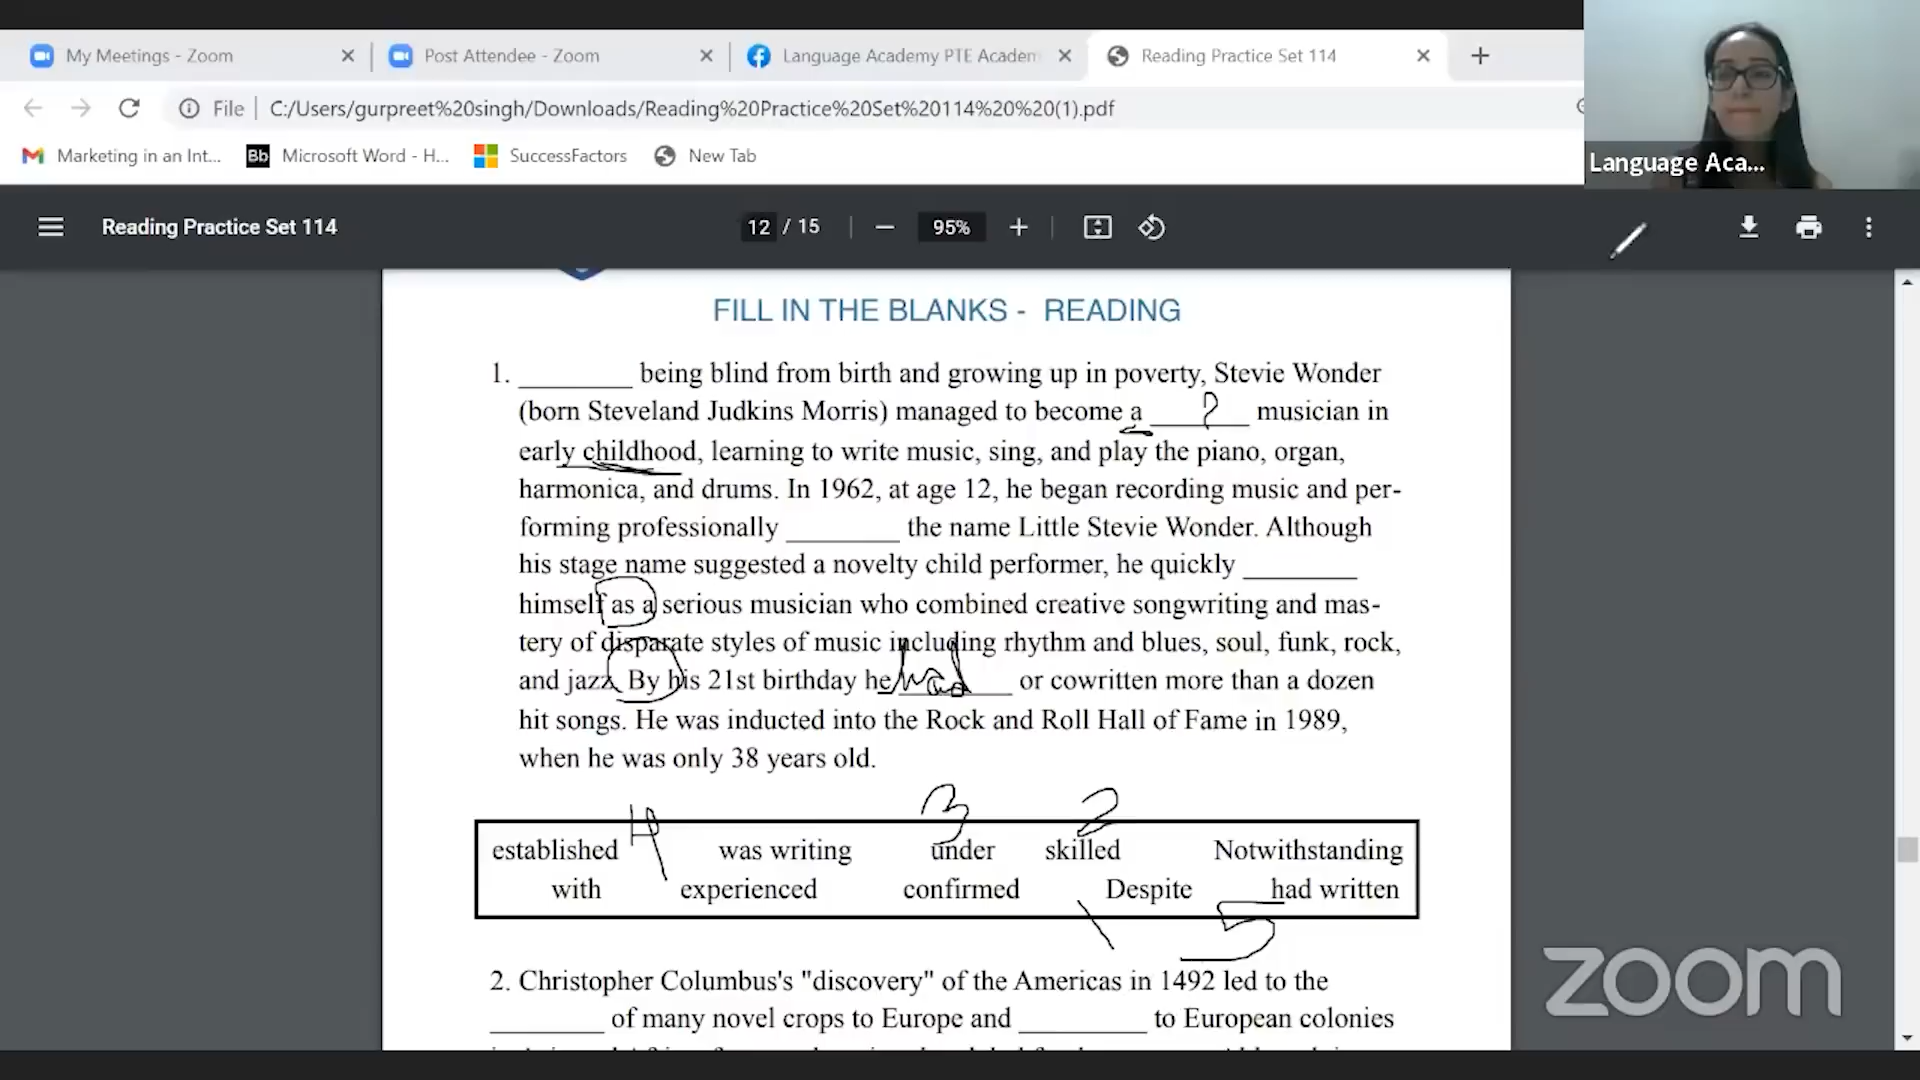 My Meetings - Zoom
Post Attendee - Zoom
Language Academy PTE Academ
Reading Practice Set 114
File
C:/Users/gurpreet%20singh/Downloads/Reading%20Practice%20Set%20114%20%20(1).pdf
Language Aca...
Marketing in an Int...
Bb
Microsoft Word - H...
SuccessFactors
New Tab
Reading Practice Set 114
12 / 15
95%
FILL IN THE BLANKS - READING
1. ________ being blind from birth and growing up in poverty, Stevie Wonder
(born Steveland Judkins Morris) managed to become a ___?___ musician in
early childhood, learning to write music, sing, and play the piano, organ,
harmonica, and drums. In 1962, at age 12, he began recording music and per-
forming professionally ________ the name Little Stevie Wonder. Although
his stage name suggested a novelty child performer, he quickly ________
himself as a serious musician who combined creative songwriting and mas-
tery of disparate styles of music including rhythm and blues, soul, funk, rock,
and jazz. By his 21st birthday he had ________ or cowritten more than a dozen
hit songs. He was inducted into the Rock and Roll Hall of Fame in 1989,
when he was only 38 years old.
4 3 2
established was writing under skilled Notwithstanding
with experienced confirmed Despite had written
1 5
2. Christopher Columbus's "discovery" of the Americas in 1492 led to the
________ of many novel crops to Europe and ________ to European colonies
zoom